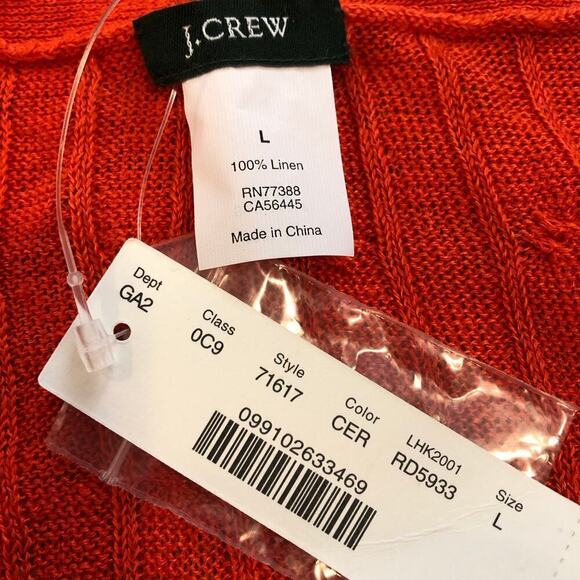 J.CREW
L
100% Linen
RN77388
CA56445
Made in China
Dept
GA2
Class
0C9
Style
71617
Color
CER
LHK2001
RD5933
Size
L
099102633469